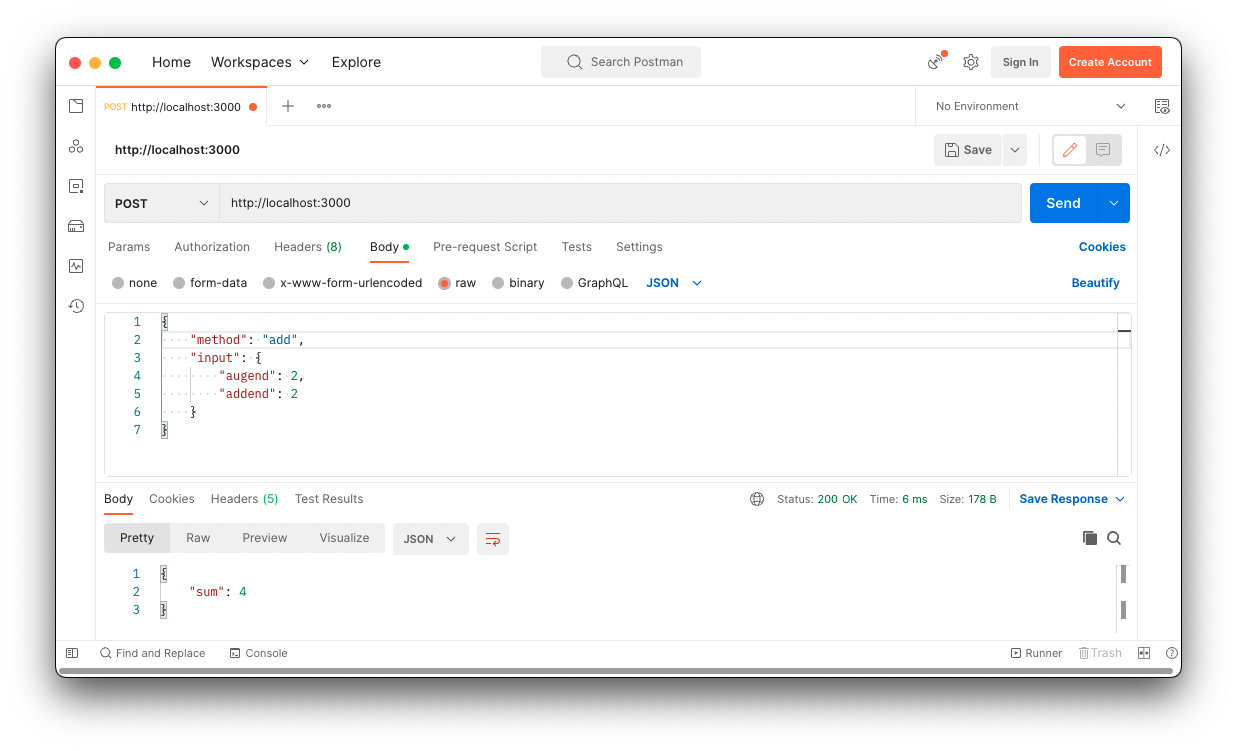 Home Workspaces Explore Search Postman Sign In Create Account
POST http://localhost:3000 No Environment
http://localhost:3000 Save
POST http://localhost:3000 Send
Params Authorization Headers (8) Body Pre-request Script Tests Settings Cookies
none form-data x-www-form-urlencoded raw binary GraphQL JSON Beautify
1 {
2 "method": "add",
3 "input": {
4 "augend": 2,
5 "addend": 2
6 }
7 }
Body Cookies Headers (5) Test Results Status: 200 OK Time: 6 ms Size: 178 B Save Response
Pretty Raw Preview Visualize JSON
1 {
2 "sum": 4
3 }
Find and Replace Console Runner Trash